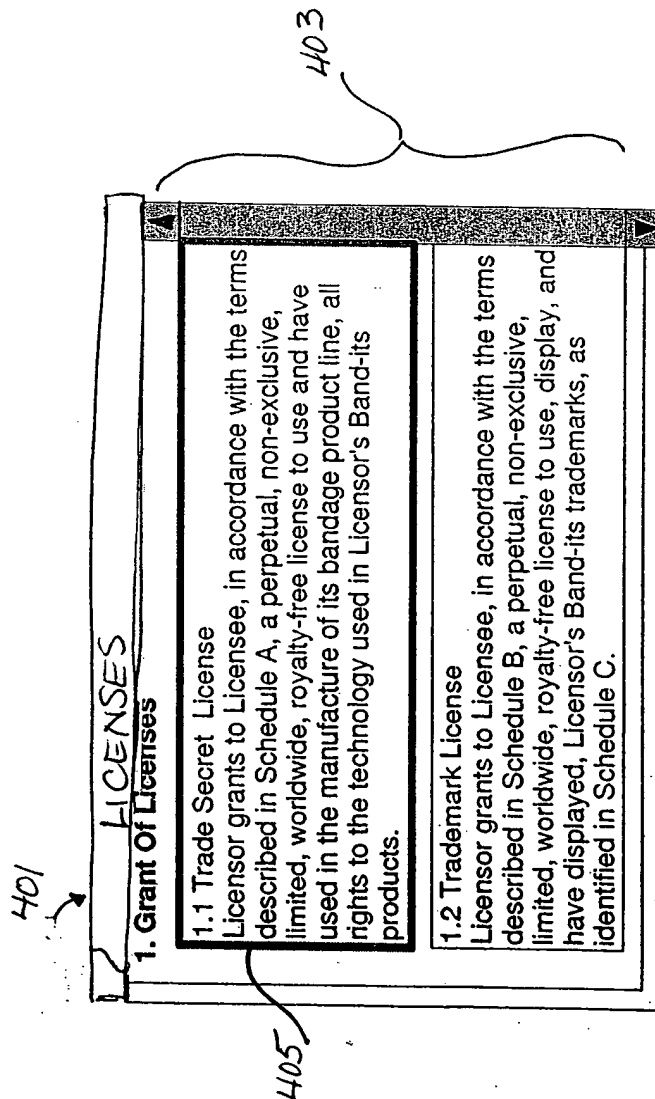 401
LICENSES
1. Grant Of Licenses
1.1 Trade Secret License
Licensor grants to Licensee, in accordance with the terms
described in Schedule A, a perpetual, non-exclusive,
limited, worldwide, royalty-free license to use and have
used in the manufacture of its bandage product line, all
rights to the technology used in Licensor's Band-its
products.
1.2 Trademark License
Licensor grants to Licensee, in accordance with the terms
described in Schedule B, a perpetual, non-exclusive,
limited, worldwide, royalty-free license to use, display, and
have displayed, Licensor's Band-its trademarks, as
identified in Schedule C.
403
405